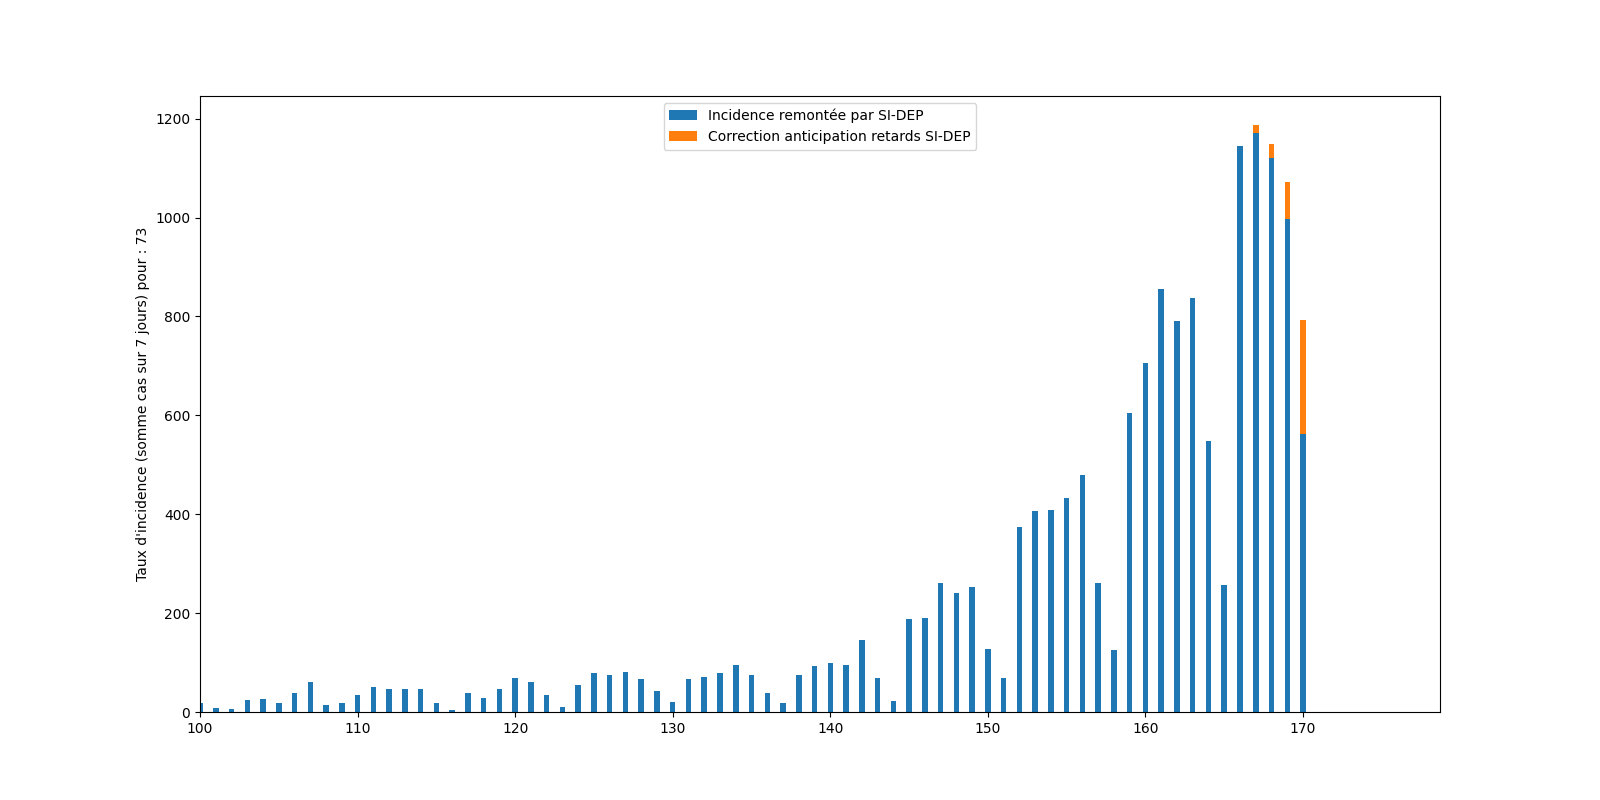 Incidence remontée par SI-DEP
Correction anticipation retards SI-DEP
Taux d'incidence (somme cas sur 7 jours) pour : 73
1200
1000
800
600
400
200
0
100 110 120 130 140 150 160 170